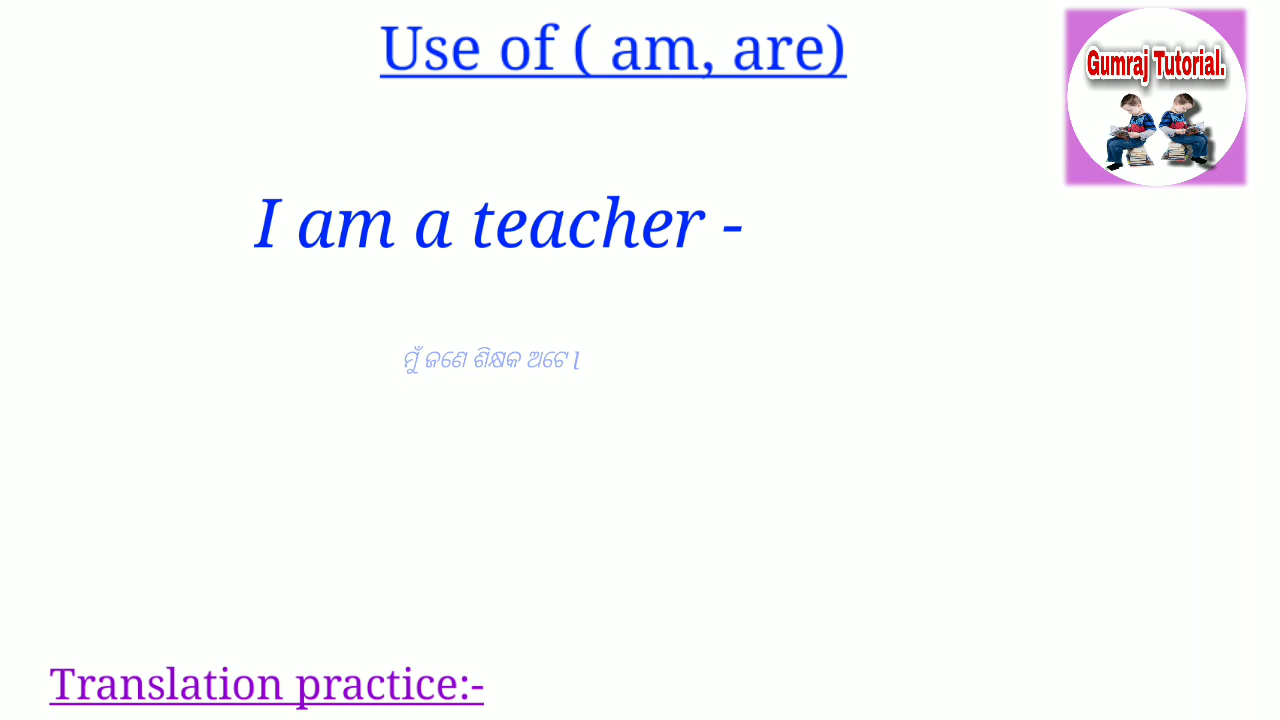 Use of ( am, are)
Gumraj Tutorial.
I am a teacher -
ମୁଁ ଜଣେ ଶିକ୍ଷକ ଅଟେ l
Translation practice:-